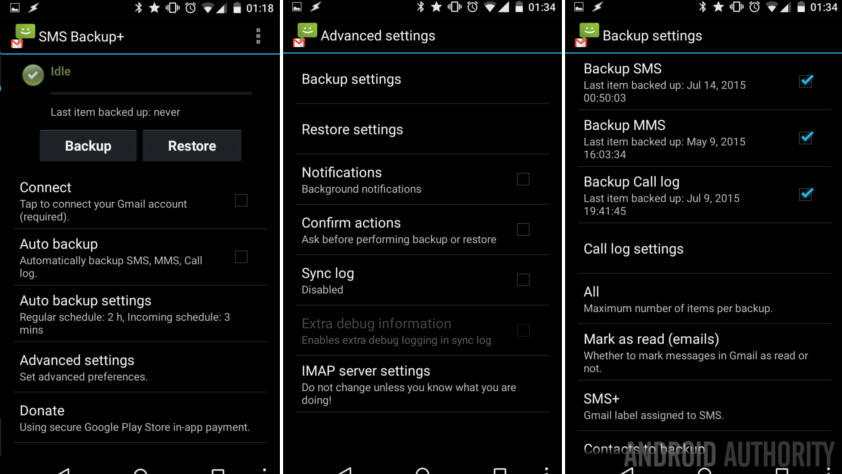 01:18
SMS Backup+
Idle
Last item backed up: never
Backup
Restore
Connect
Tap to connect your Gmail account
(required).
Auto backup
Automatically backup SMS, MMS, Call
log.
Auto backup settings
Regular schedule: 2 h, Incoming schedule: 3
mins
Advanced settings
Set advanced preferences.
Donate
Using secure Google Play Store in-app payment.
01:34
Advanced settings
Backup settings
Restore settings
Notifications
Background notifications
Confirm actions
Ask before performing backup or restore
Sync log
Disabled
Extra debug information
Enables extra debug logging in sync log
IMAP server settings
Do not change unless you know what you are
doing!
01:34
Backup settings
Backup SMS
Last item backed up: Jul 14, 2015
00:50:03
Backup MMS
Last item backed up: May 9, 2015
16:03:34
Backup Call log
Last item backed up: Jul 9, 2015
19:41:45
Call log settings
All
Maximum number of items per backup.
Mark as read (emails)
Whether to mark messages in Gmail as read or
not.
SMS+
Gmail label assigned to SMS.
Contacts to backup
ANDROID AUTHORITY